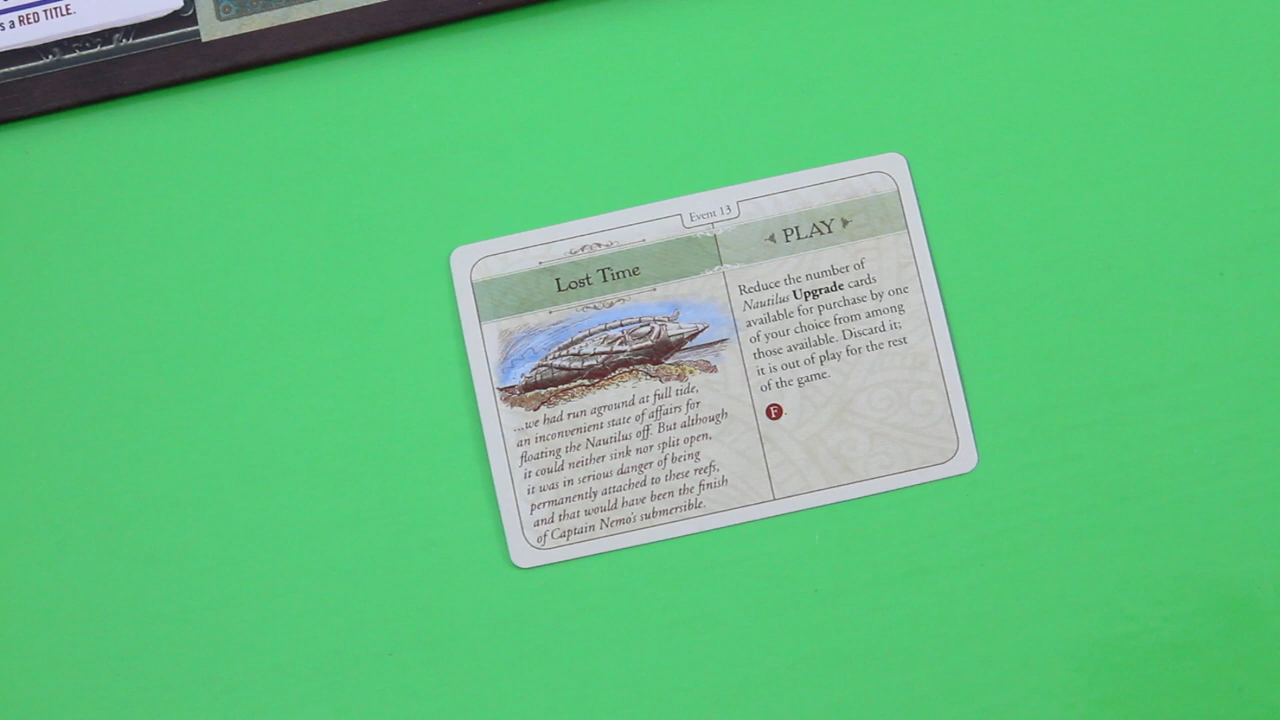 s a RED TITLE.
Event 13
Lost Time
...we had run aground at full tide,
an inconvenient state of affairs for
floating the Nautilus off. But although
it could neither sink nor split open,
it was in serious danger of being
permanently attached to these reefs,
and that would have been the finish
of Captain Nemo's submersible.
PLAY
Reduce the number of
Nautilus Upgrade cards
available for purchase by one
of your choice from among
those available. Discard it;
it is out of play for the rest
of the game.
F.